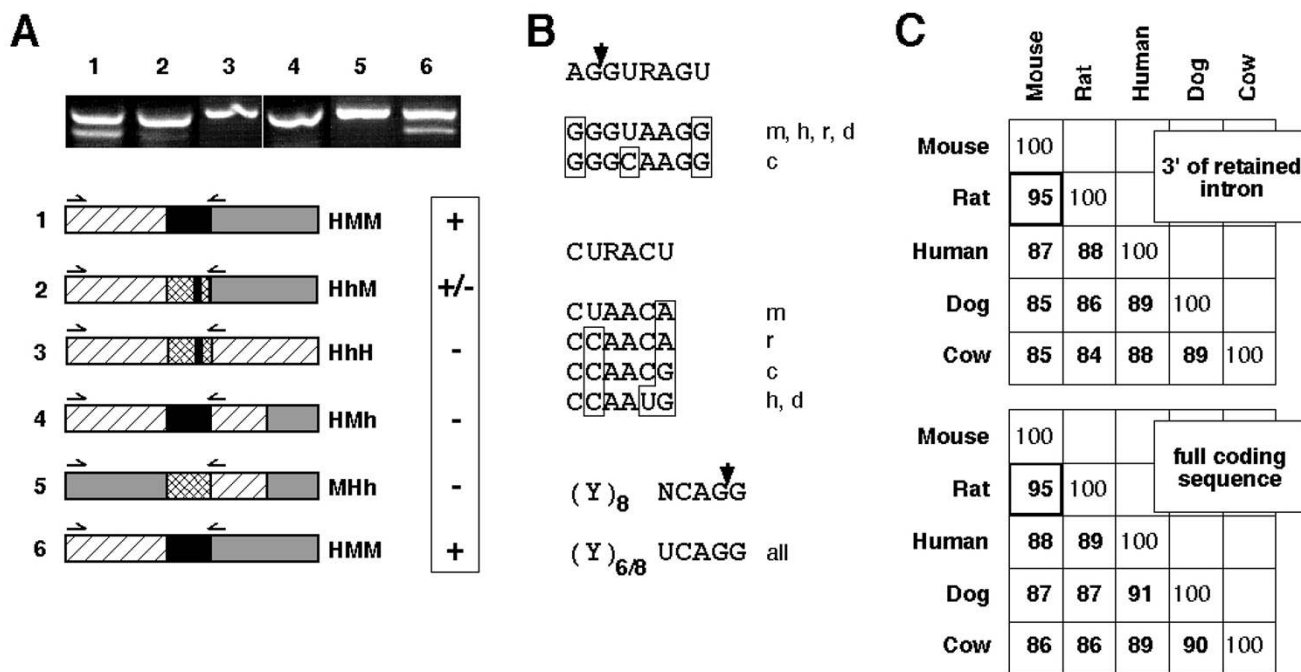 A
1 2 3 4 5 6
1 HMM +
2 HhM +/-
3 HhH -
4 HMh -
5 MHh -
6 HMM +
B
AGGURAGU
GGGUAAGG m, h, r, d
GGGCAAGG c
CURACU
CUAACA m
CCAACA r
CCAACG c
CCAAUG h, d
(Y)8 NCAGG
(Y)6/8 UCAGG all
C
Mouse Rat Human Dog Cow
Mouse 100
3' of retained
intron
Rat 95 100
Human 87 88 100
Dog 85 86 89 100
Cow 85 84 88 89 100
Mouse 100
full coding
sequence
Rat 95 100
Human 88 89 100
Dog 87 87 91 100
Cow 86 86 89 90 100